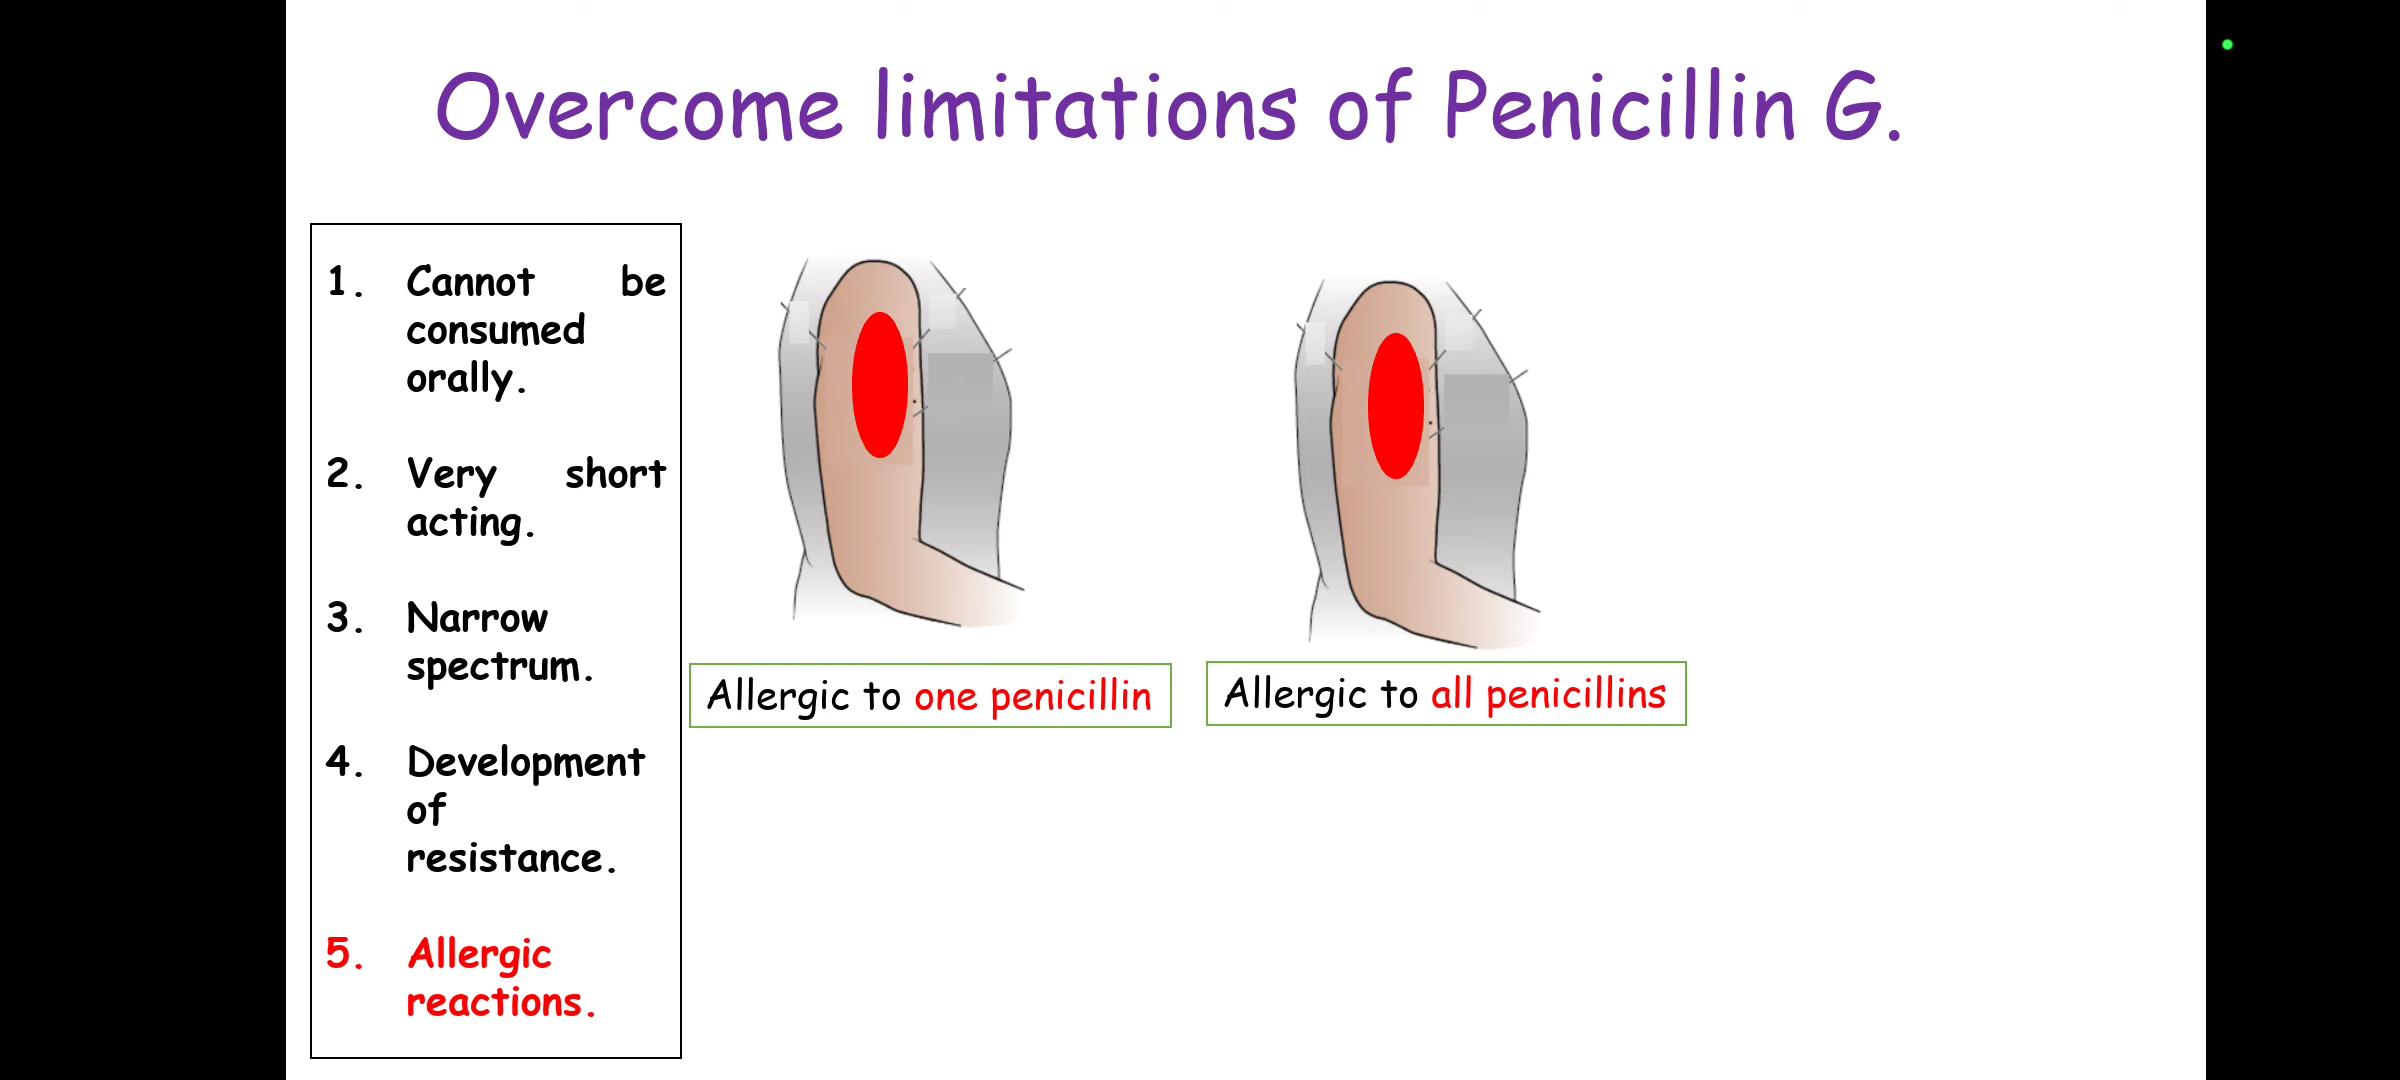 Overcome limitations of Penicillin G.
1. Cannot be
consumed
orally.
2. Very short
acting.
3. Narrow
spectrum.
4. Development
of
resistance.
5. Allergic
reactions.
Allergic to one penicillin
Allergic to all penicillins